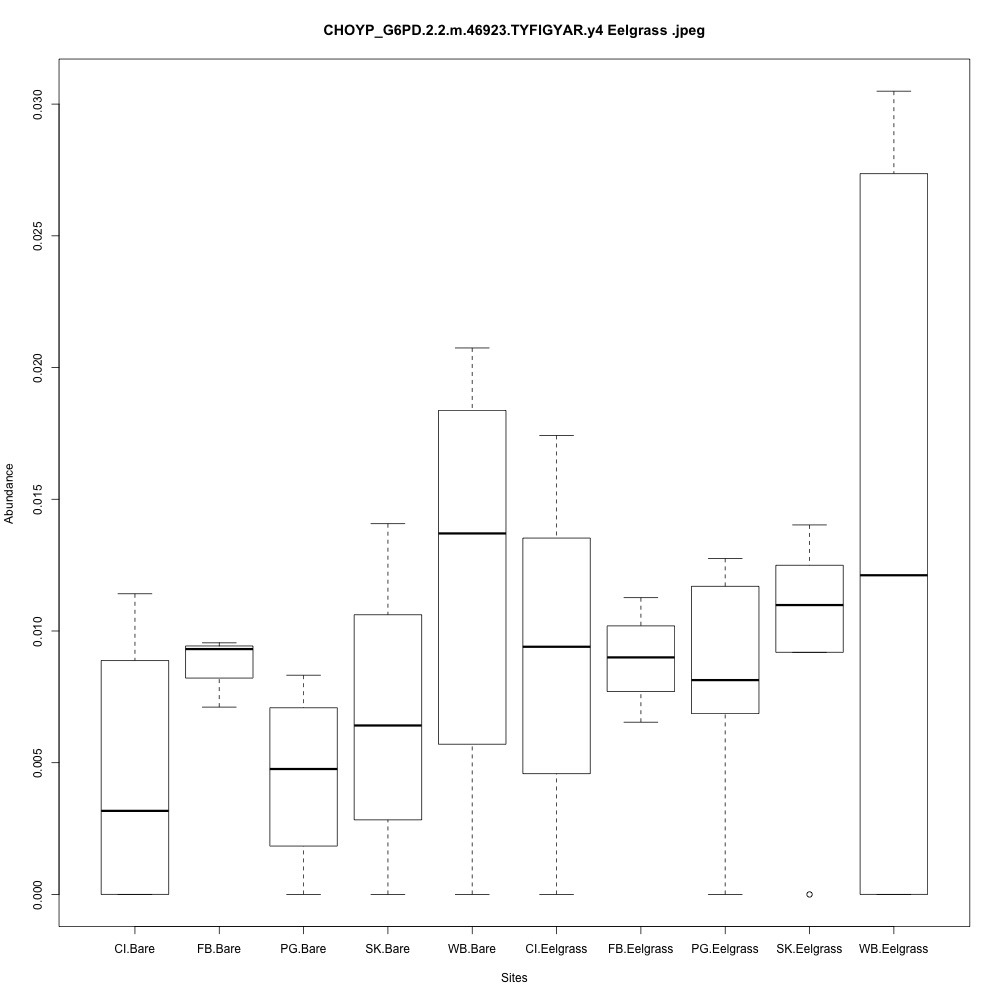 CHOYP_G6PD.2.2.m.46923.TYFIGYAR.y4 Eelgrass .jpeg
Abundance
0.030
0.025
0.020
0.015
0.010
0.005
0.000
CI.Bare FB.Bare PG.Bare SK.Bare WB.Bare CI.Eelgrass FB.Eelgrass PG.Eelgrass SK.Eelgrass WB.Eelgrass
Sites